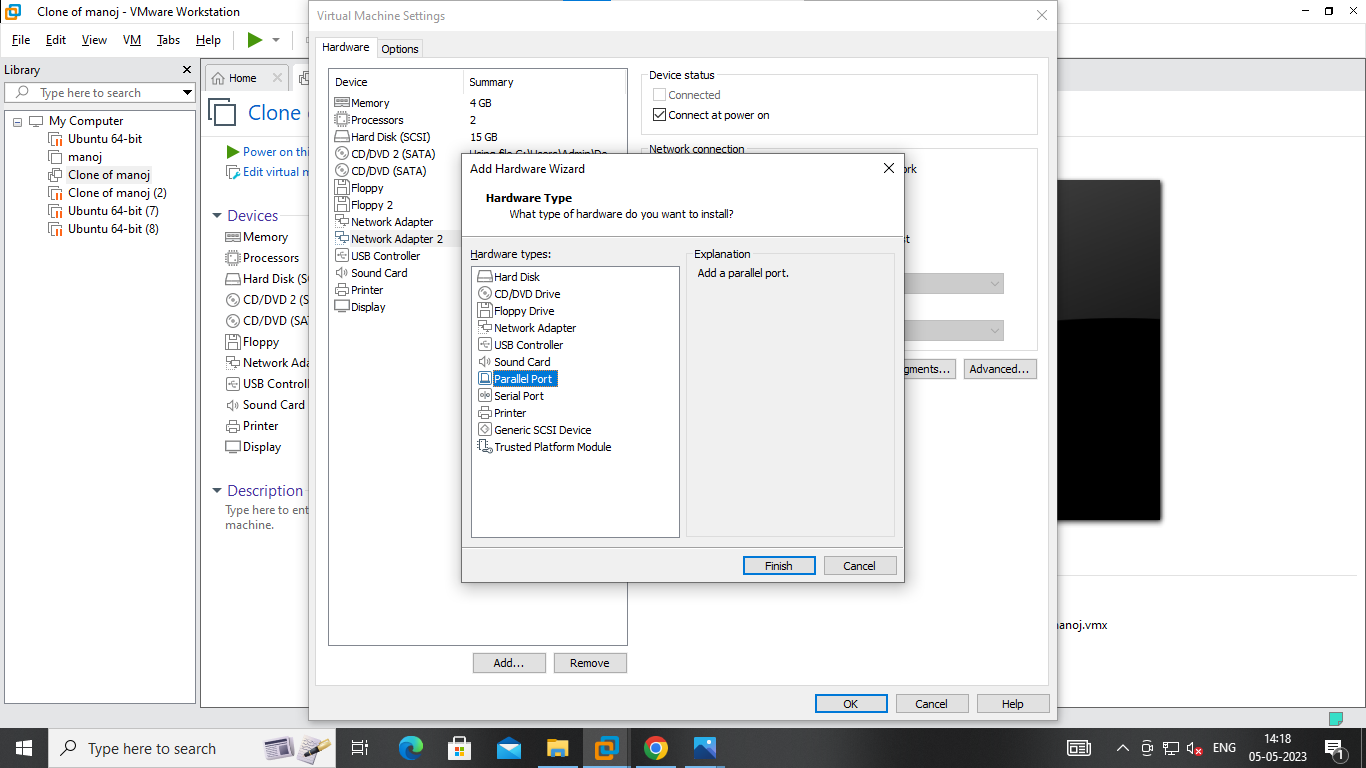 Clone of manoj - VMware Workstation
File Edit View VM Tabs Help
Library
Type here to search
My Computer
Ubuntu 64-bit
manoj
Clone of manoj
Clone of manoj (2)
Ubuntu 64-bit (7)
Ubuntu 64-bit (8)
Home
Clone
Power on thi
Edit virtual m
Devices
Memory
Processors
Hard Disk (SC
CD/DVD 2 (S
CD/DVD (SA
Floppy
Network Ada
USB Controll
Sound Card
Printer
Display
Description
Type here to ent
machine.
Virtual Machine Settings
Hardware Options
Device Summary
Memory 4 GB
Processors 2
Hard Disk (SCSI) 15 GB
CD/DVD 2 (SATA)
CD/DVD (SATA)
Floppy
Floppy 2
Network Adapter
Network Adapter 2
USB Controller
Sound Card
Printer
Display
Add... Remove
Device status
Connected
Connect at power on
Network connection
ork
st
gments... Advanced...
OK Cancel Help
Add Hardware Wizard
Hardware Type
What type of hardware do you want to install?
Hardware types:
Hard Disk
CD/DVD Drive
Floppy Drive
Network Adapter
USB Controller
Sound Card
Parallel Port
Serial Port
Printer
Generic SCSI Device
Trusted Platform Module
Explanation
Add a parallel port.
Finish Cancel
anoj.vmx
Type here to search
ENG
14:18
05-05-2023
1